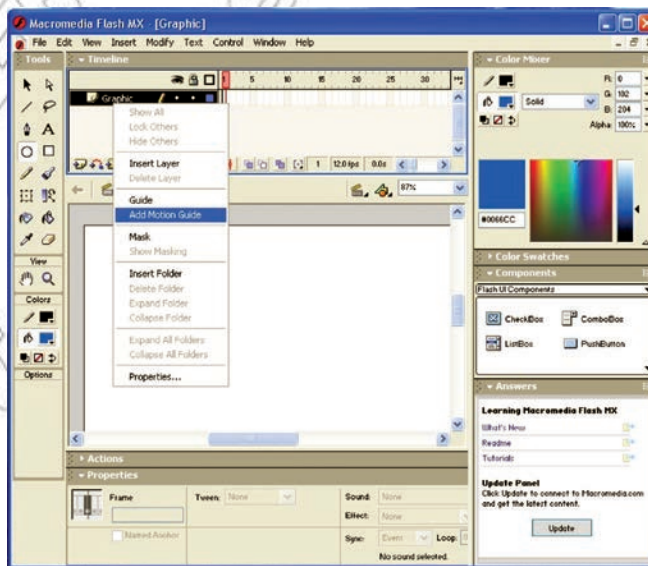 Macromedia Flash MX - [Graphic]
File Edit View Insert Modify Text Control Window Help
Tools
Timeline
1 5 10 15 20 25 30
Graphic
Show All
Lock Others
Hide Others
Insert Layer
Delete Layer
Guide
Add Motion Guide
Mask
Show Masking
Insert Folder
Delete Folder
Expand Folder
Collapse Folder
Expand All Folders
Collapse All Folders
Properties...
1 12.0 fps 0.0s
87%
View
Colors
Options
Actions
Properties
Frame
Tween: None
Named Anchor
Sound: None
Effect: None
Sync: Event Loop: 0
No sound selected.
Color Mixer
Solid
R: 0
G: 102
B: 204
Alpha: 100%
#0066CC
Color Swatches
Components
Flash UI Components
CheckBox ComboBox
ListBox PushButton
Answers
Learning Macromedia Flash MX
What's New
Readme
Tutorials
Update Panel
Click Update to connect to Macromedia.com
and get the latest content.
Update